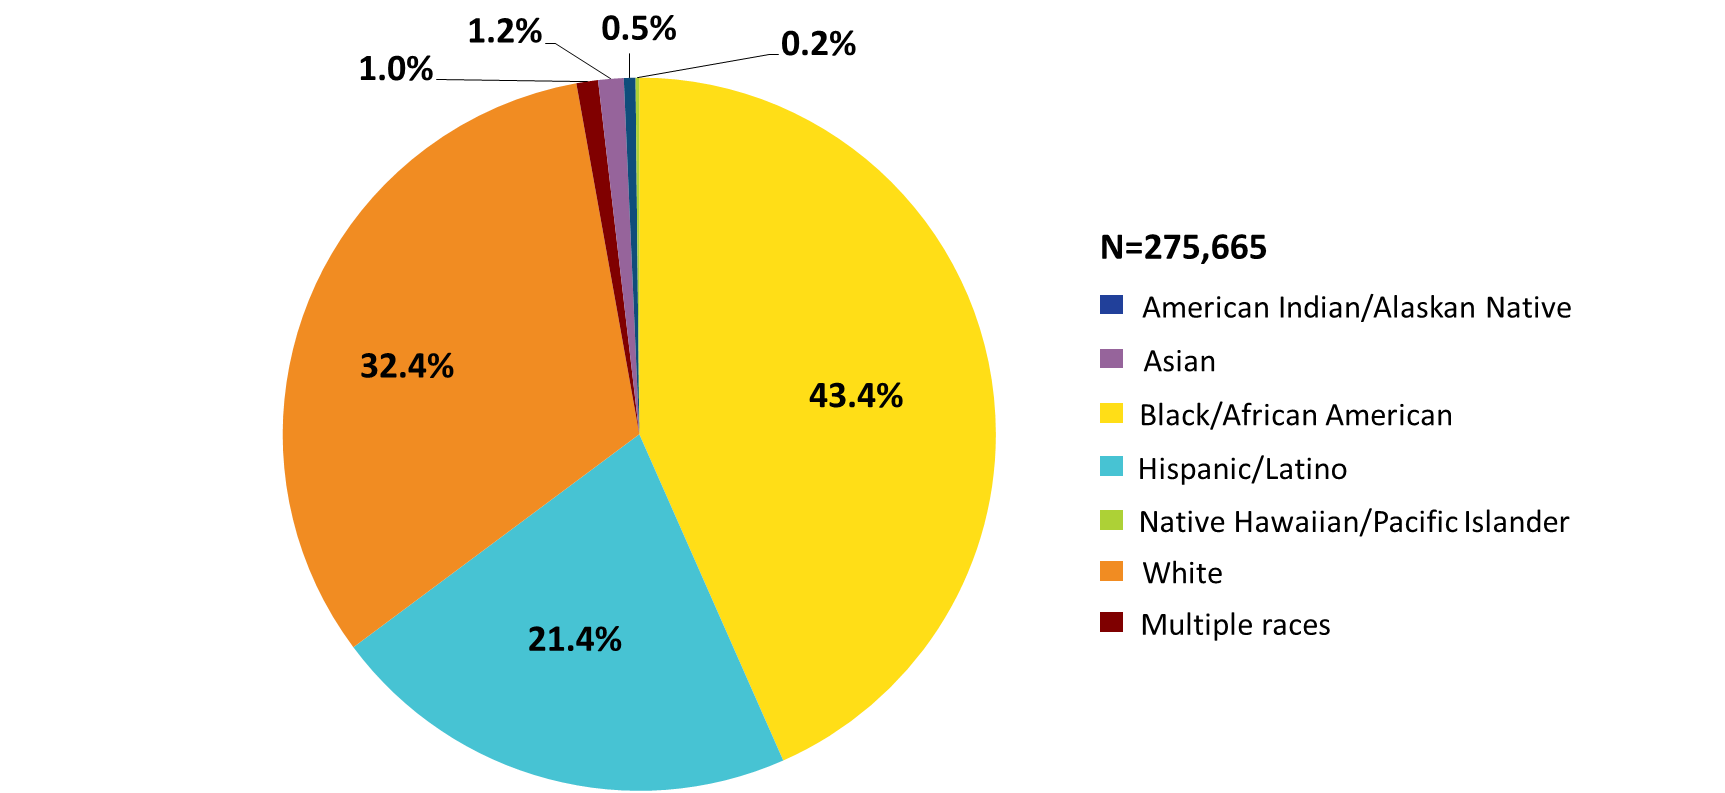 0.5%
1.2%
0.2%
1.0%
32.4%
43.4%
21.4%
N=275,665
American Indian/Alaskan Native
Asian
Black/African American
Hispanic/Latino
Native Hawaiian/Pacific Islander
White
Multiple races